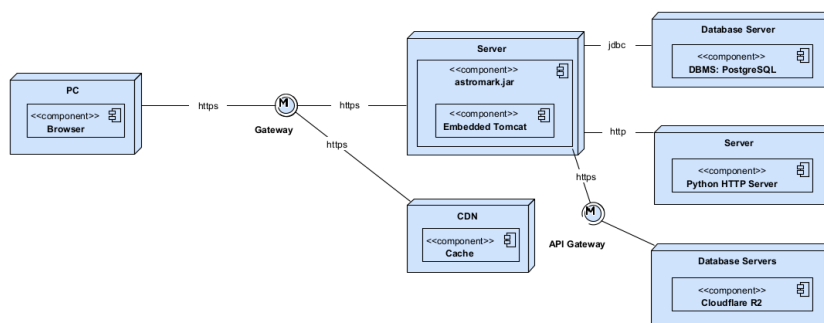 PC
<<component>>
Browser
https
M
Gateway
https
https
Server
<<component>>
astromark.jar
<<component>>
Embedded Tomcat
CDN
<<component>>
Cache
jdbc
Database Server
<<component>>
DBMS: PostgreSQL
http
Server
<<component>>
Python HTTP Server
https
M
API Gateway
Database Servers
<<component>>
Cloudflare R2